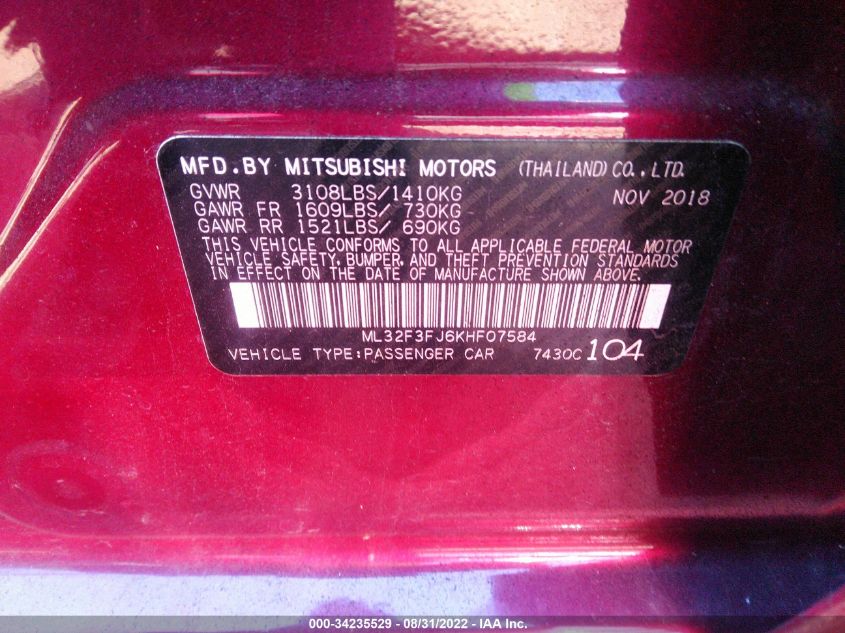 MFD. BY MITSUBISHI MOTORS (THAILAND) CO., LTD.
GVWR 3108LBS/1410KG NOV 2018
GAWR FR 1609LBS/ 730KG
GAWR RR 1521LBS/ 690KG
THIS VEHICLE CONFORMS TO ALL APPLICABLE FEDERAL MOTOR
VEHICLE SAFETY, BUMPER, AND THEFT PREVENTION STANDARDS
IN EFFECT ON THE DATE OF MANUFACTURE SHOWN ABOVE.
ML32F3FJ6KHF07584
VEHICLE TYPE:PASSENGER CAR 7430C 104
000-34235529 - 08/31/2022 - IAA Inc.